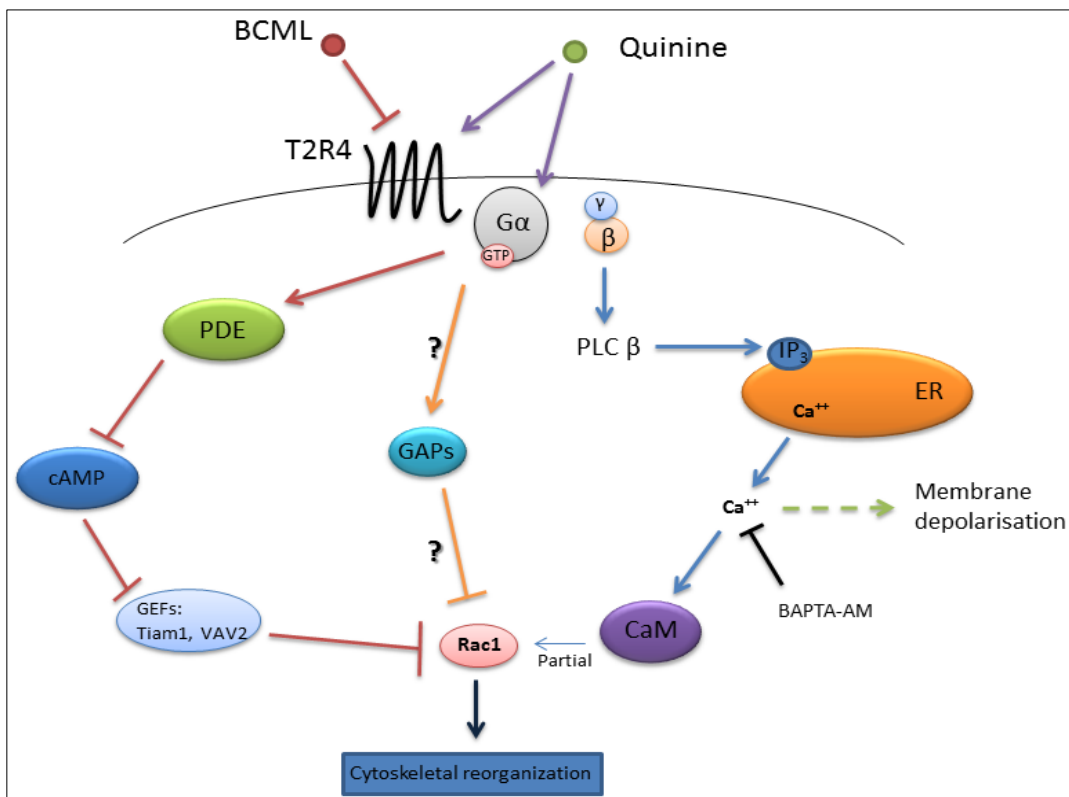 BCML
Quinine
T2R4
Gα
GTP
γ
β
PDE
?
PLC β
IP₃
ER
Ca⁺⁺
GAPs
cAMP
Ca⁺⁺
Membrane
depolarisation
?
GEFs:
Tiam1, VAV2
BAPTA-AM
CaM
Rac1
Partial
Cytoskeletal reorganization